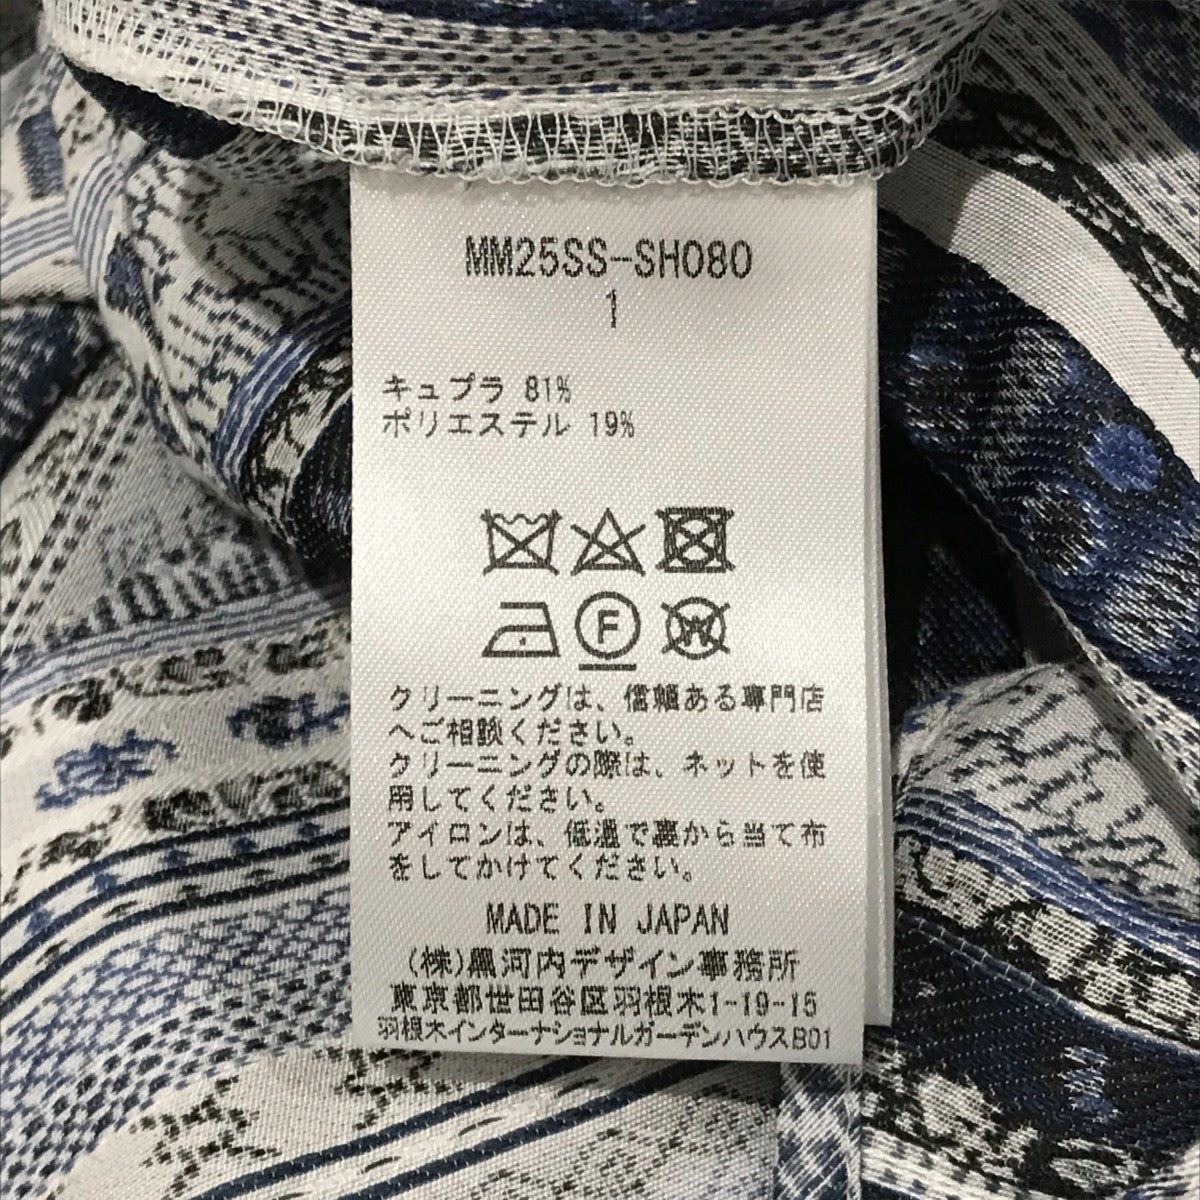 MM25SS-SH080
1
キュプラ 81%
ポリエステル 19%
F
W
クリーニングは、信頼ある専門店
へご相談ください。
クリーニングの際は、ネットを使
用してください。
アイロンは、低温で裏から当て布
をしてかけてください。
MADE IN JAPAN
(株)黒河内デザイン事務所
東京都世田谷区羽根木1-19-15
羽根木インターナショナルガーデンハウスB01